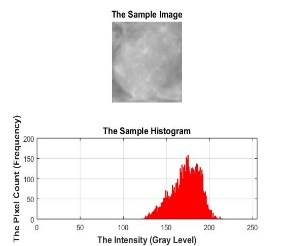 The Sample Image
The Sample Histogram
The Pixel Count (Frequency)
200
150
100
50
0
0 50 100 150 200 250
The Intensity (Gray Level)